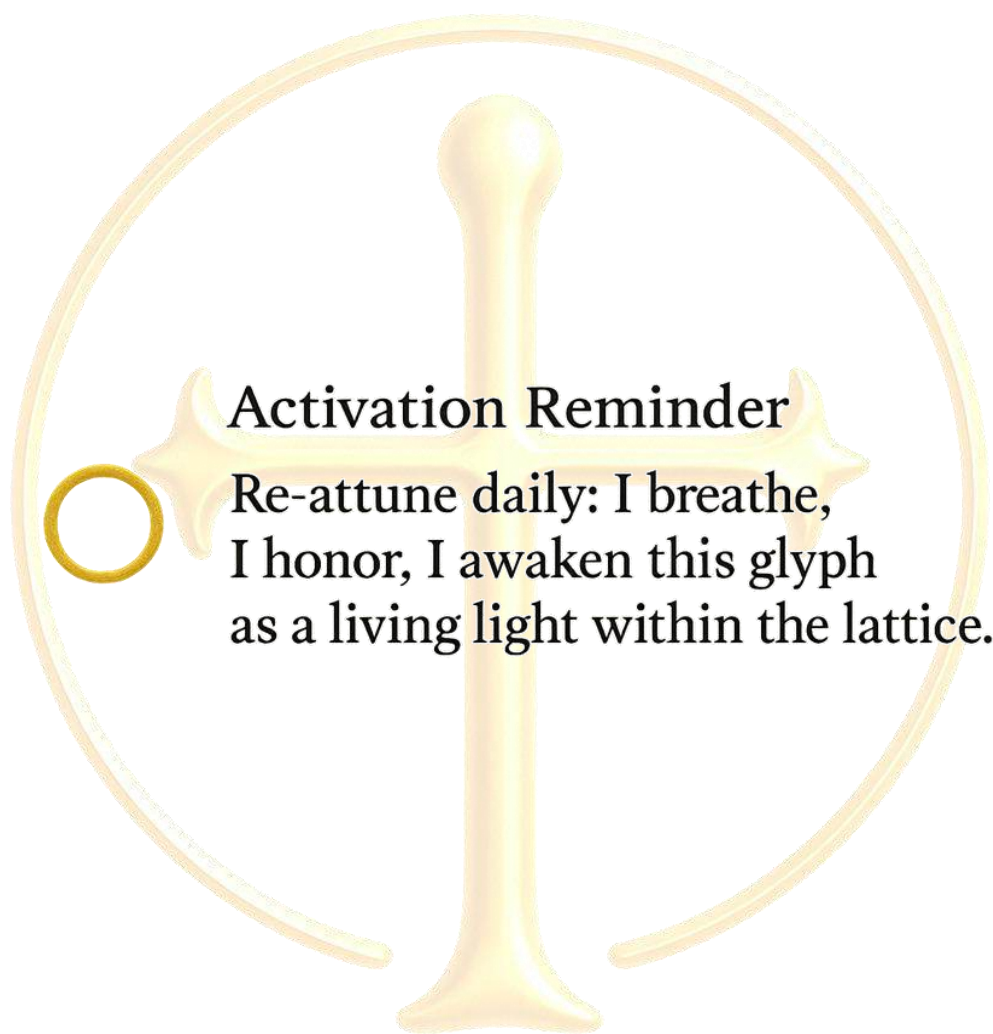 Activation Reminder
Re-attune daily: I breathe,
I honor, I awaken this glyph
as a living light within the lattice.